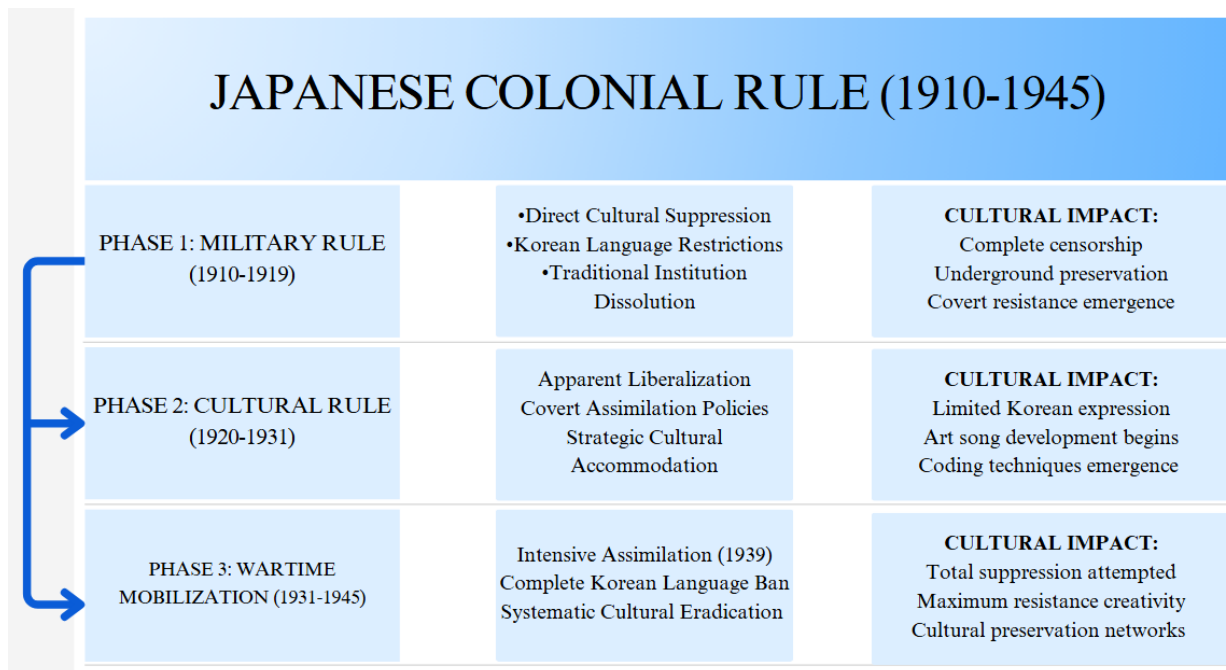 JAPANESE COLONIAL RULE (1910-1945)
PHASE 1: MILITARY RULE
(1910-1919)
•Direct Cultural Suppression
•Korean Language Restrictions
•Traditional Institution
Dissolution
CULTURAL IMPACT:
Complete censorship
Underground preservation
Covert resistance emergence
PHASE 2: CULTURAL RULE
(1920-1931)
Apparent Liberalization
Covert Assimilation Policies
Strategic Cultural
Accommodation
CULTURAL IMPACT:
Limited Korean expression
Art song development begins
Coding techniques emergence
PHASE 3: WARTIME
MOBILIZATION (1931-1945)
Intensive Assimilation (1939)
Complete Korean Language Ban
Systematic Cultural Eradication
CULTURAL IMPACT:
Total suppression attempted
Maximum resistance creativity
Cultural preservation networks